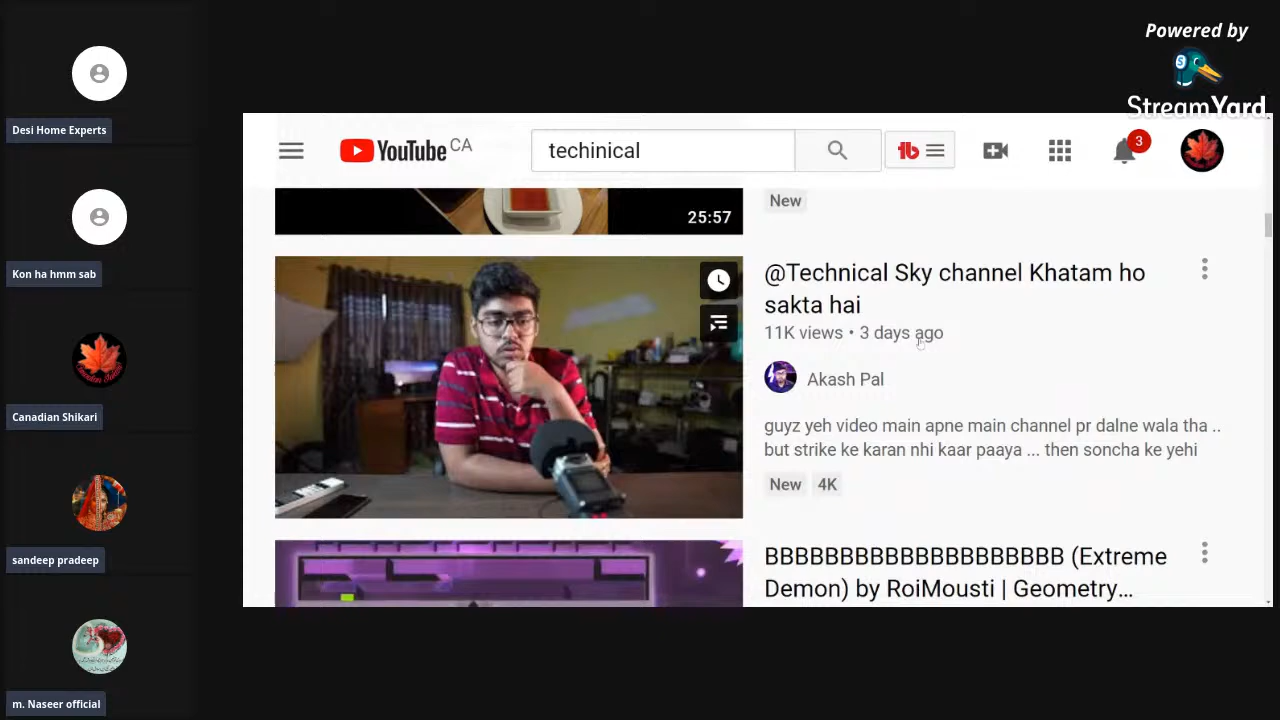 Powered by
StreamYard
Desi Home Experts
Kon ha hmm sab
Canadian Shikari
sandeep pradeep
m. Naseer official
YouTube CA
techinical
3
25:57
New
@Technical Sky channel Khatam ho
sakta hai
11K views • 3 days ago
Akash Pal
guyz yeh video main apne main channel pr dalne wala tha ..
but strike ke karan nhi kaar paaya ... then soncha ke yehi
New 4K
BBBBBBBBBBBBBBBBBBBB (Extreme
Demon) by RoiMousti | Geometry...